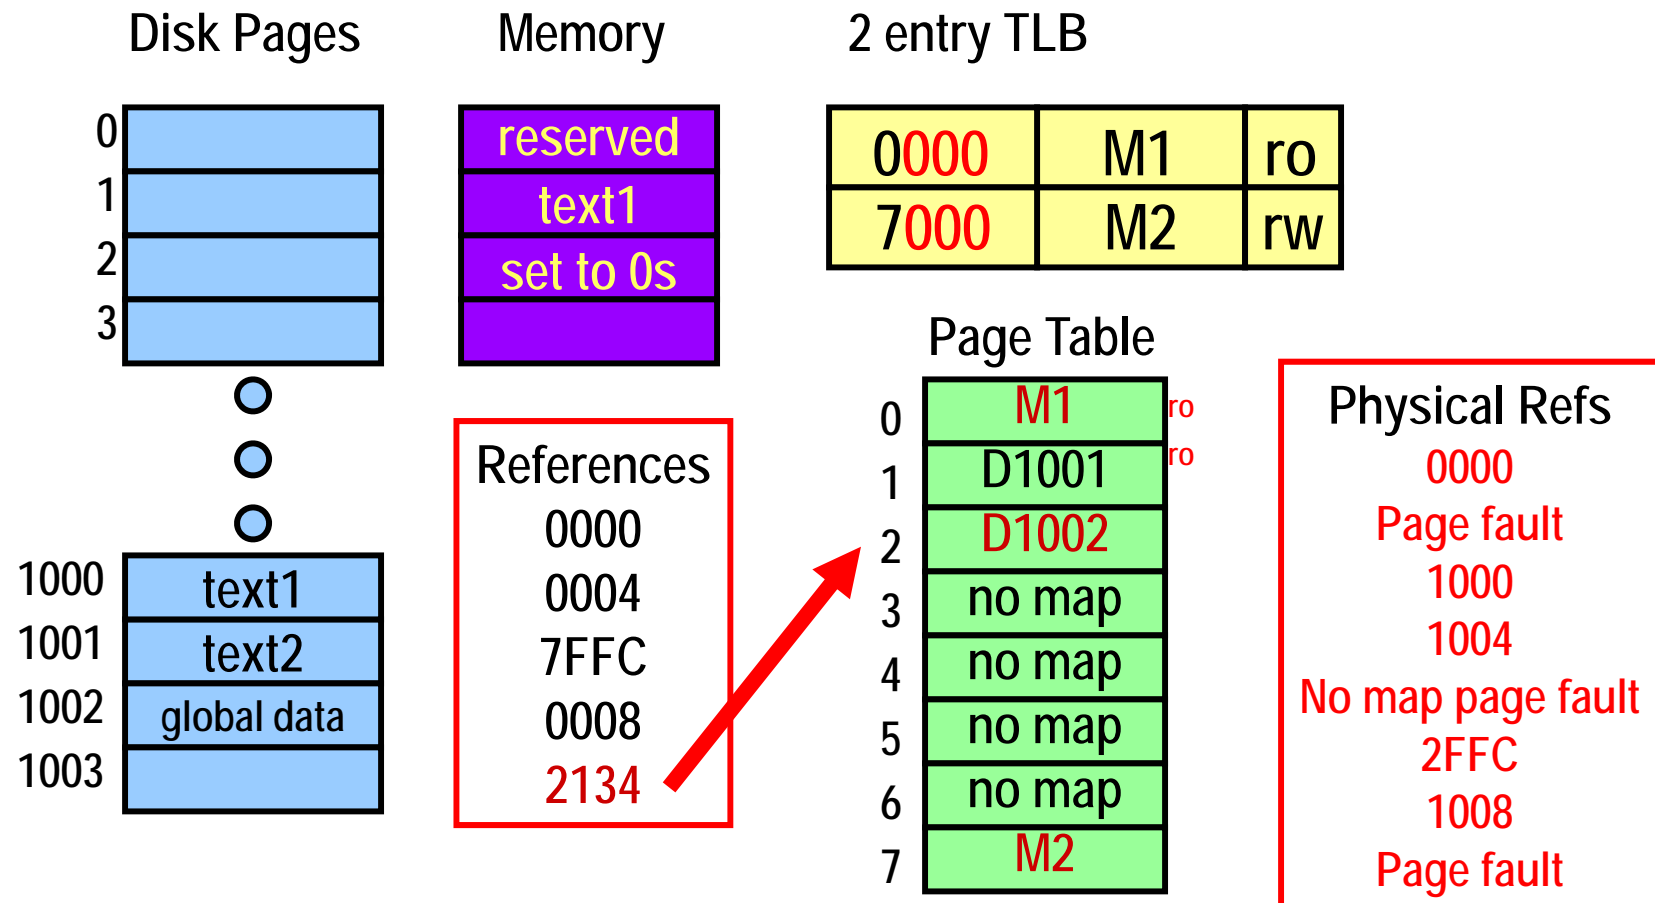 Disk Pages
0
1
2
3
1000 text1
1001 text2
1002 global data
1003
Memory
reserved
text1
set to 0s
References
0000
0004
7FFC
0008
2134
2 entry TLB
0000 M1 ro
7000 M2 rw
Page Table
0 M1 ro
1 D1001 ro
2 D1002
3 no map
4 no map
5 no map
6 no map
7 M2
Physical Refs
0000
Page fault
1000
1004
No map page fault
2FFC
1008
Page fault